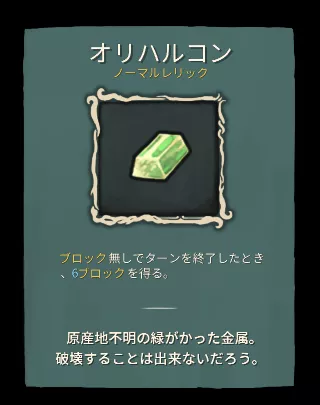 オリハルコン
ノーマルレリック
ブロック無しでターンを終了したとき
、6ブロックを得る。
原産地不明の緑がかった金属。
破壊することは出来ないだろう。